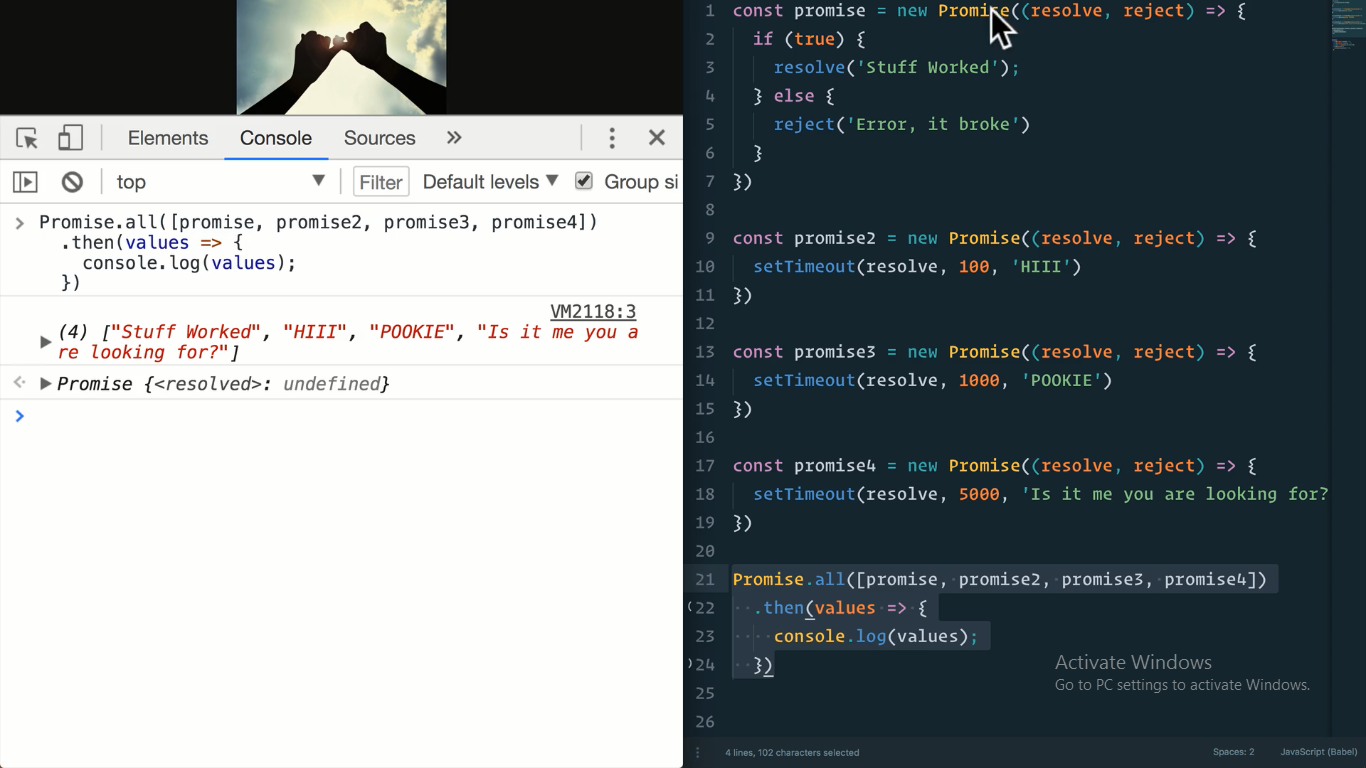 Elements Console Sources »
top ▼ Filter Default levels ▼ Group si
> Promise.all([promise, promise2, promise3, promise4])
.then(values => {
console.log(values);
})
VM2118:3
(4) ["Stuff Worked", "HIII", "POOKIE", "Is it me you a
re looking for?"]
Promise {<resolved>: undefined}
>
1 const promise = new Promise((resolve, reject) => {
2 if (true) {
3 resolve('Stuff Worked');
4 } else {
5 reject('Error, it broke')
6 }
7 })
8
9 const promise2 = new Promise((resolve, reject) => {
10 setTimeout(resolve, 100, 'HIII')
11 })
12
13 const promise3 = new Promise((resolve, reject) => {
14 setTimeout(resolve, 1000, 'POOKIE')
15 })
16
17 const promise4 = new Promise((resolve, reject) => {
18 setTimeout(resolve, 5000, 'Is it me you are looking for?
19 })
20
21 Promise.all([promise, promise2, promise3, promise4])
22 .then(values => {
23 console.log(values);
24 })
25
26
Activate Windows
Go to PC settings to activate Windows.
4 lines, 102 characters selected
Spaces: 2 JavaScript (Babel)